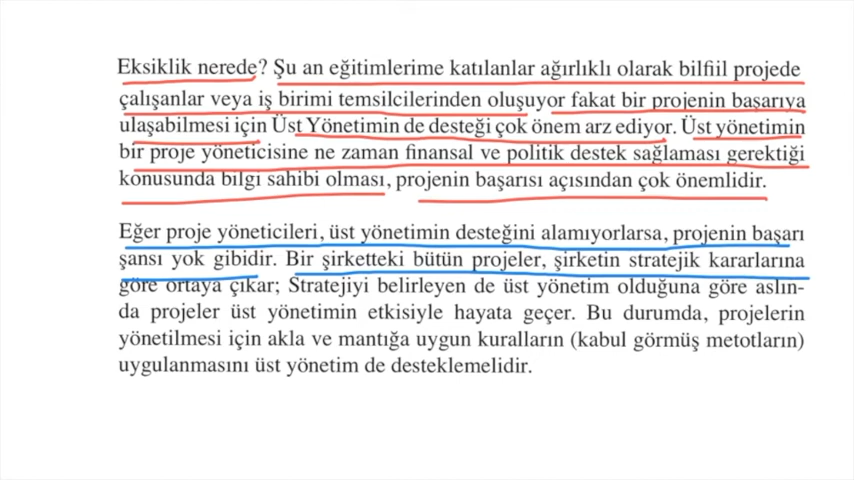 Eksiklik nerede? Şu an eğitimlerime katılanlar ağırlıklı olarak bilfiil projede
çalışanlar veya iş birimi temsilcilerinden oluşuyor fakat bir projenin başarıya
ulaşabilmesi için Üst Yönetimin de desteği çok önem arz ediyor. Üst yönetimin
bir proje yöneticisine ne zaman finansal ve politik destek sağlaması gerektiği
konusunda bilgi sahibi olması, projenin başarısı açısından çok önemlidir.
Eğer proje yöneticileri, üst yönetimin desteğini alamıyorlarsa, projenin başarı
şansı yok gibidir. Bir şirketteki bütün projeler, şirketin stratejik kararlarına
göre ortaya çıkar; Stratejiyi belirleyen de üst yönetim olduğuna göre aslın-
da projeler üst yönetimin etkisiyle hayata geçer. Bu durumda, projelerin
yönetilmesi için akla ve mantığa uygun kuralların (kabul görmüş metotların)
uygulanmasını üst yönetim de desteklemelidir.